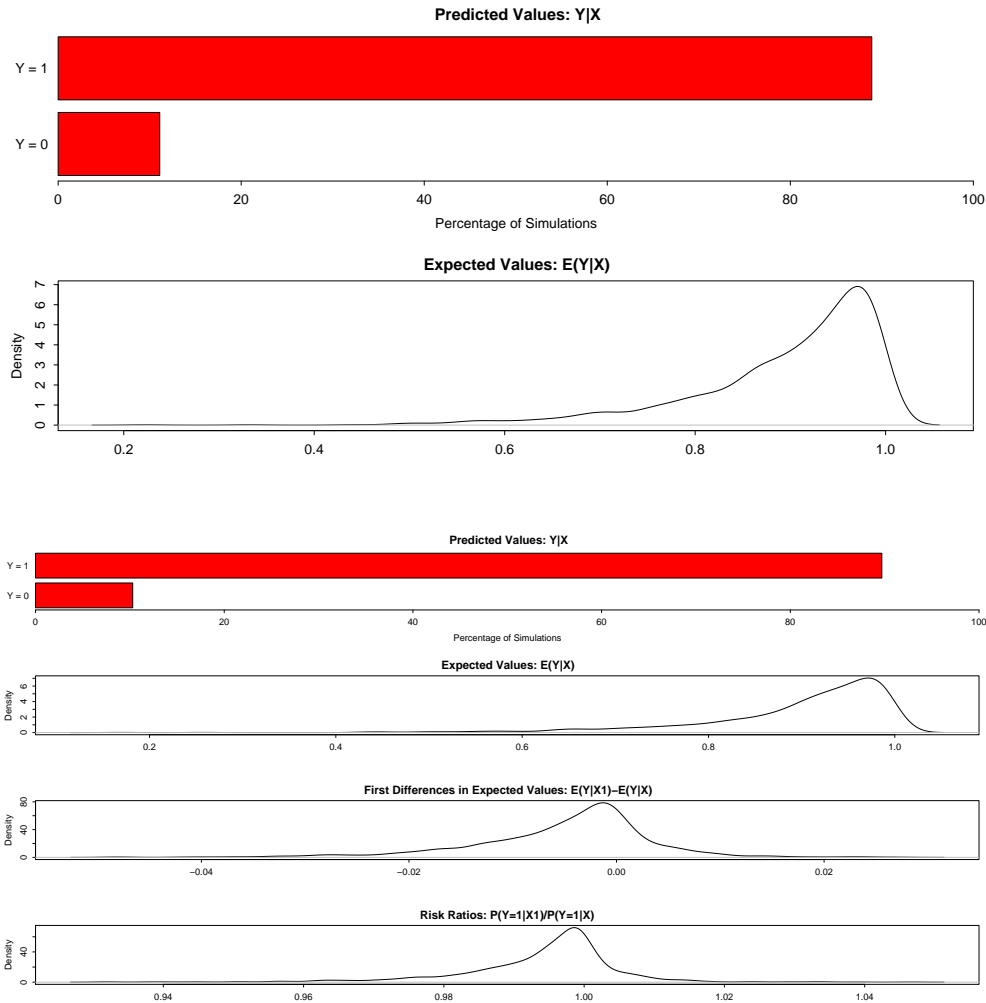 Predicted Values: Y|X
Y = 1
Y = 0
0 20 40 60 80 100
Percentage of Simulations
Expected Values: E(Y|X)
Density
0 1 2 3 4 5 6 7
0.2 0.4 0.6 0.8 1.0
Predicted Values: Y|X
Y = 1
Y = 0
0 20 40 60 80 100
Percentage of Simulations
Expected Values: E(Y|X)
Density
0 2 4 6
0.2 0.4 0.6 0.8 1.0
First Differences in Expected Values: E(Y|X1)−E(Y|X)
Density
0 40 80
−0.04 −0.02 0.00 0.02
Risk Ratios: P(Y=1|X1)/P(Y=1|X)
Density
0 40
0.94 0.96 0.98 1.00 1.02 1.04